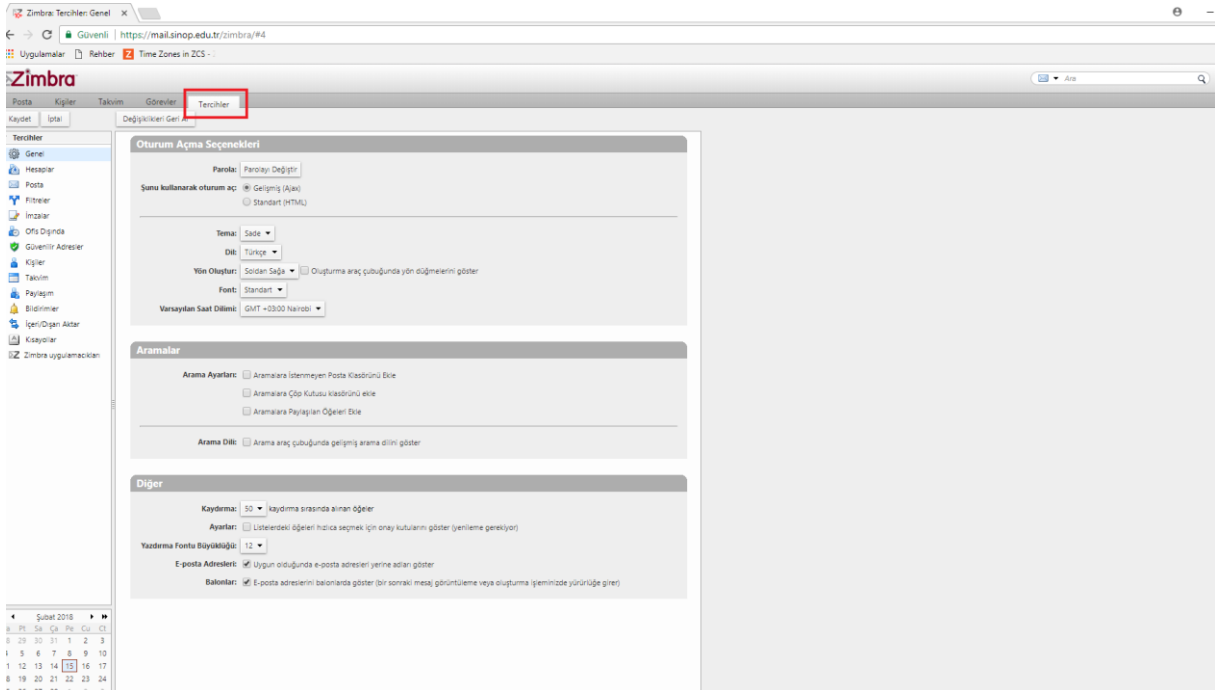 Zimbra: Tercihler: Genel
Güvenli | https://mail.sinop.edu.tr/zimbra/#4
Uygulamalar Rehber Time Zones in ZCS -
Zimbra
Ara
Posta Kişiler Takvim Görevler Tercihler
Kaydet İptal Değişiklikleri Geri Al
Tercihler
Genel
Hesaplar
Posta
Filtreler
İmzalar
Ofis Dışında
Güvenilir Adresler
Kişiler
Takvim
Paylaşım
Bildirimler
İçeri/Dışarı Aktar
Kısayollar
Zimbra uygulamacıkları
Oturum Açma Seçenekleri
Parola: Parolayı Değiştir
Şunu kullanarak oturum aç: Gelişmiş (Ajax)
Standart (HTML)
Tema: Sade
Dil: Türkçe
Yön Oluştur: Soldan Sağa Oluşturma araç çubuğunda yön düğmelerini göster
Font: Standart
Varsayılan Saat Dilimi: GMT +03:00 Nairobi
Aramalar
Arama Ayarları: Aramalara İstenmeyen Posta Klasörünü Ekle
Aramalara Çöp Kutusu klasörünü ekle
Aramalara Paylaşılan Öğeleri Ekle
Arama Dili: Arama araç çubuğunda gelişmiş arama dilini göster
Diğer
Kaydırma: 50 kaydırma sırasında alınan öğeler
Ayarlar: Listelerdeki öğeleri hızlıca seçmek için onay kutularını göster (yenileme gerekiyor)
Yazdırma Fontu Büyüklüğü: 12
E-posta Adresleri: Uygun olduğunda e-posta adresleri yerine adları göster
Balonlar: E-posta adreslerini balonlarda göster (bir sonraki mesaj görüntüleme veya oluşturma işleminizde yürürlüğe girer)
Şubat 2018
Pt Sa Ça Pe Cu Ct
29 30 31 1 2 3
5 6 7 8 9 10
12 13 14 15 16 17
19 20 21 22 23 24